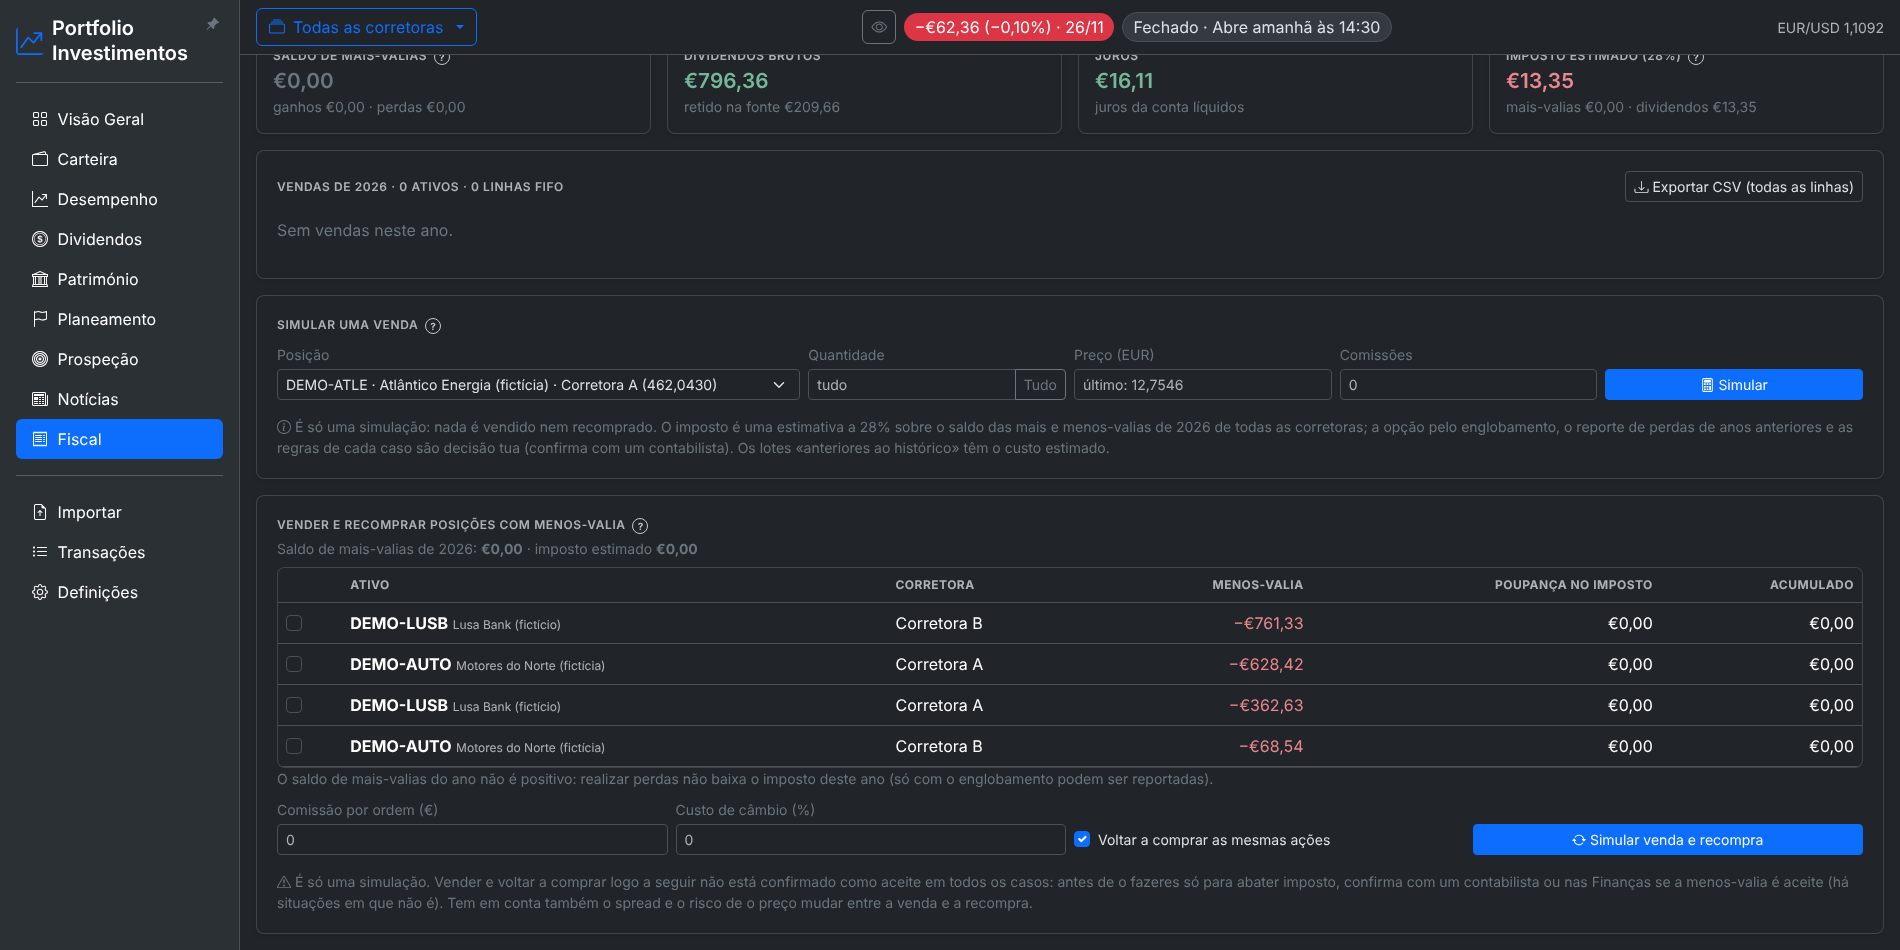 Portfolio
Investimentos
Todas as corretoras
−€62,36 (−0,10%) · 26/11
Fechado · Abre amanhã às 14:30
EUR/USD 1,1092
Visão Geral
Carteira
Desempenho
Dividendos
Património
Planeamento
Prospeção
Notícias
Fiscal
Importar
Transações
Definições
SALDO DE MAIS-VALIAS ?
€0,00
ganhos €0,00 · perdas €0,00
DIVIDENDOS BRUTOS
€796,36
retido na fonte €209,66
JUROS
€16,11
juros da conta líquidos
IMPOSTO ESTIMADO (28%) ?
€13,35
mais-valias €0,00 · dividendos €13,35
VENDAS DE 2026 · 0 ATIVOS · 0 LINHAS FIFO
Exportar CSV (todas as linhas)
Sem vendas neste ano.
SIMULAR UMA VENDA ?
Posição
Quantidade
Preço (EUR)
Comissões
DEMO-ATLE · Atlântico Energia (fictícia) · Corretora A (462,0430)
tudo
Tudo
último: 12,7546
0
Simular
É só uma simulação: nada é vendido nem recomprado. O imposto é uma estimativa a 28% sobre o saldo das mais e menos-valias de 2026 de todas as corretoras; a opção pelo englobamento, o reporte de perdas de anos anteriores e as
regras de cada caso são decisão tua (confirma com um contabilista). Os lotes «anteriores ao histórico» têm o custo estimado.
VENDER E RECOMPRAR POSIÇÕES COM MENOS-VALIA ?
Saldo de mais-valias de 2026: €0,00 · imposto estimado €0,00
ATIVO CORRETORA MENOS-VALIA POUPANÇA NO IMPOSTO ACUMULADO
DEMO-LUSB Lusa Bank (fictício) Corretora B −€761,33 €0,00 €0,00
DEMO-AUTO Motores do Norte (fictícia) Corretora A −€628,42 €0,00 €0,00
DEMO-LUSB Lusa Bank (fictício) Corretora A −€362,63 €0,00 €0,00
DEMO-AUTO Motores do Norte (fictícia) Corretora B −€68,54 €0,00 €0,00
O saldo de mais-valias do ano não é positivo: realizar perdas não baixa o imposto deste ano (só com o englobamento podem ser reportadas).
Comissão por ordem (€)
Custo de câmbio (%)
0
0
Voltar a comprar as mesmas ações
Simular venda e recompra
É só uma simulação. Vender e voltar a comprar logo a seguir não está confirmado como aceite em todos os casos: antes de o fazeres só para abater imposto, confirma com um contabilista ou nas Finanças se a menos-valia é aceite (há
situações em que não é). Tem em conta também o spread e o risco de o preço mudar entre a venda e a recompra.